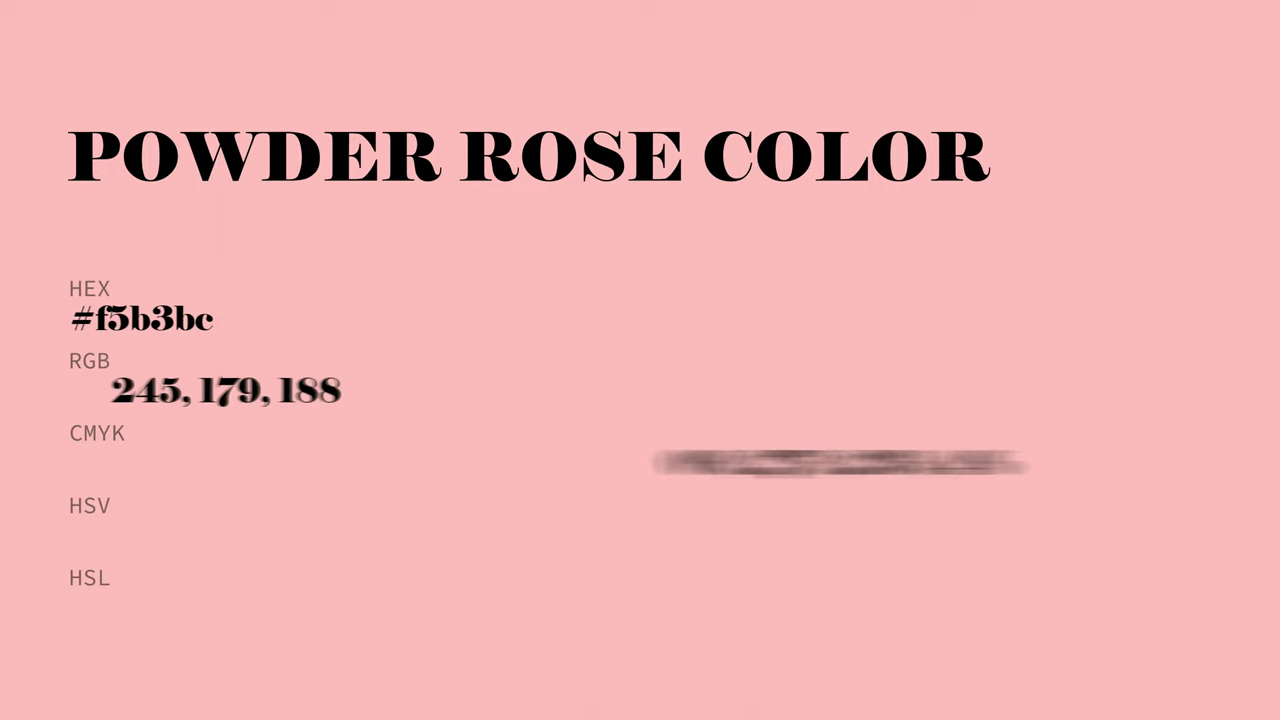 POWDER ROSE COLOR
HEX
#f5b3bc
RGB
245, 179, 188
CMYK
HSV
HSL